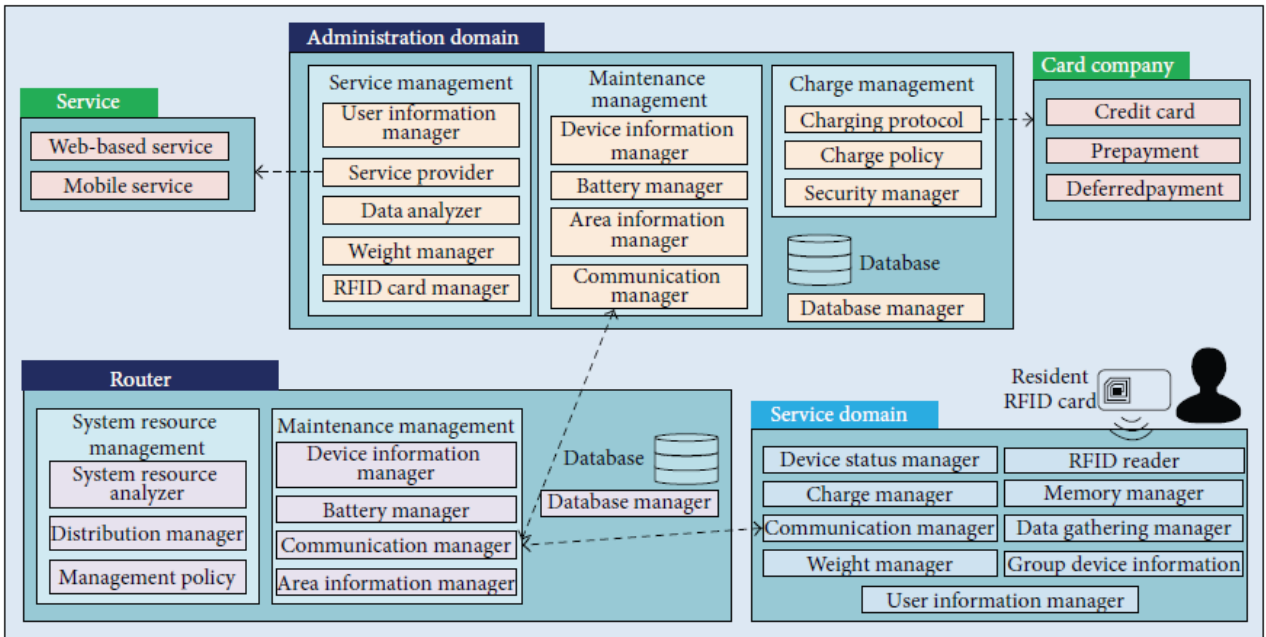 Administration domain
Service management
User information
manager
Service provider
Data analyzer
Weight manager
RFID card manager
Maintenance
management
Device information
manager
Battery manager
Area information
manager
Communication
manager
Charge management
Charging protocol
Charge policy
Security manager
Database
Database manager
Service
Web-based service
Mobile service
Card company
Credit card
Prepayment
Deferredpayment
Router
System resource
management
System resource
analyzer
Distribution manager
Management policy
Maintenance management
Device information
manager
Battery manager
Communication manager
Area information manager
Database
Database manager
Resident
RFID card
Service domain
Device status manager
Charge manager
Communication manager
Weight manager
RFID reader
Memory manager
Data gathering manager
Group device information
User information manager